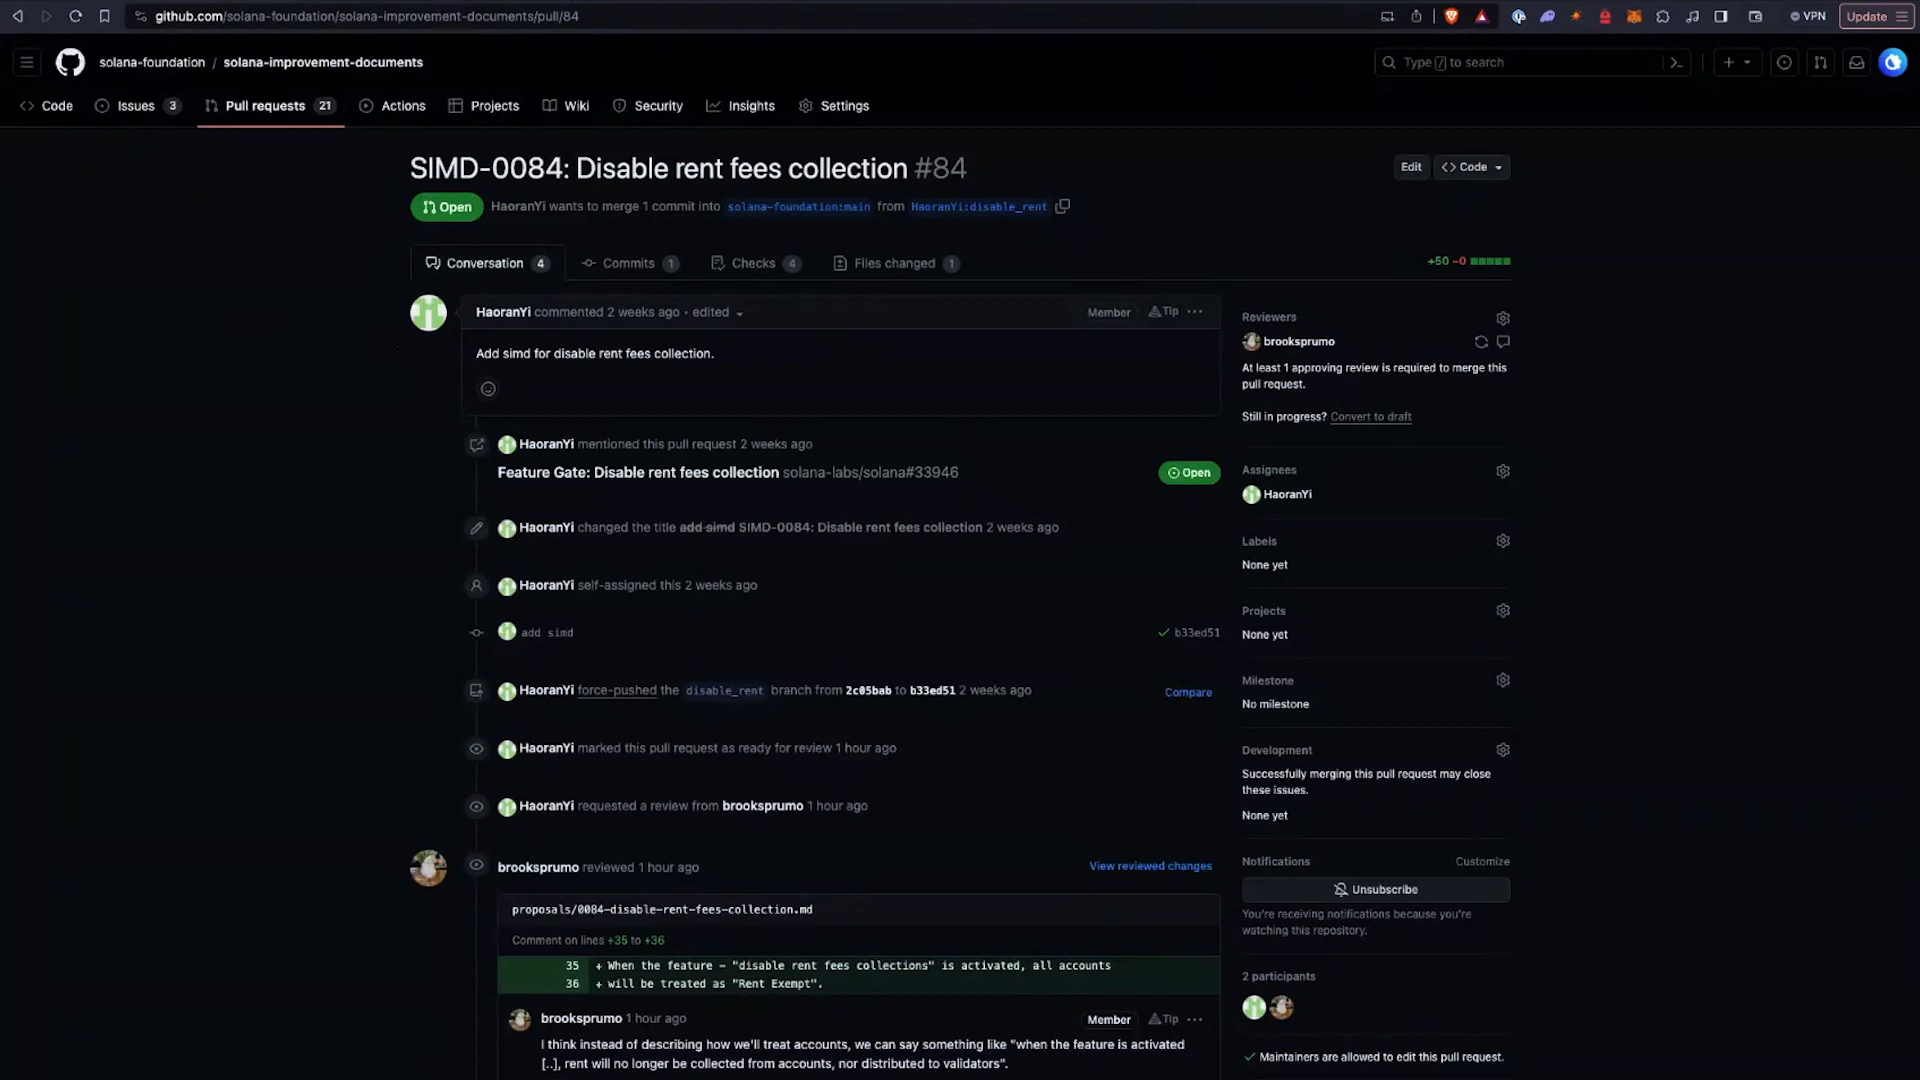 github.com/solana-foundation/solana-improvement-documents/pull/84
VPN
Update
solana-foundation / solana-improvement-documents
Type / to search
Code
Issues 3
Pull requests 21
Actions
Projects
Wiki
Security
Insights
Settings
SIMD-0084: Disable rent fees collection #84
Edit
<> Code
Open
HaoranYi wants to merge 1 commit into solana-foundation:main from HaoranYi:disable_rent
Conversation 4
Commits 1
Checks 4
Files changed 1
+50 −0
HaoranYi commented 2 weeks ago • edited
Member
Tip
Add simd for disable rent fees collection.
HaoranYi mentioned this pull request 2 weeks ago
Feature Gate: Disable rent fees collection solana-labs/solana#33946
Open
HaoranYi changed the title add simd SIMD-0084: Disable rent fees collection 2 weeks ago
HaoranYi self-assigned this 2 weeks ago
add simd
b33ed51
HaoranYi force-pushed the disable_rent branch from 2c05bab to b33ed51 2 weeks ago
Compare
HaoranYi marked this pull request as ready for review 1 hour ago
HaoranYi requested a review from brooksprumo 1 hour ago
brooksprumo reviewed 1 hour ago
View reviewed changes
proposals/0084-disable-rent-fees-collection.md
Comment on lines +35 to +36
35 + When the feature - "disable rent fees collections" is activated, all accounts
36 + will be treated as "Rent Exempt".
brooksprumo 1 hour ago
Member
Tip
I think instead of describing how we'll treat accounts, we can say something like "when the feature is activated
[..], rent will no longer be collected from accounts, nor distributed to validators".
Reviewers
brooksprumo
At least 1 approving review is required to merge this
pull request.
Still in progress? Convert to draft
Assignees
HaoranYi
Labels
None yet
Projects
None yet
Milestone
No milestone
Development
Successfully merging this pull request may close
these issues.
None yet
Notifications
Customize
Unsubscribe
You're receiving notifications because you're
watching this repository.
2 participants
Maintainers are allowed to edit this pull request.